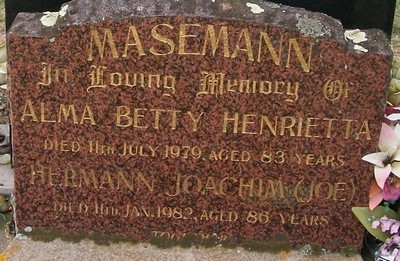 MASEMANN
In Loving Memory Of
ALMA BETTY HENRIETTA
DIED 11TH JULY 1979, AGED 83 YEARS
HERMANN JOACHIM (JOE)
DIED 11TH JAN. 1982, AGED 86 YEARS